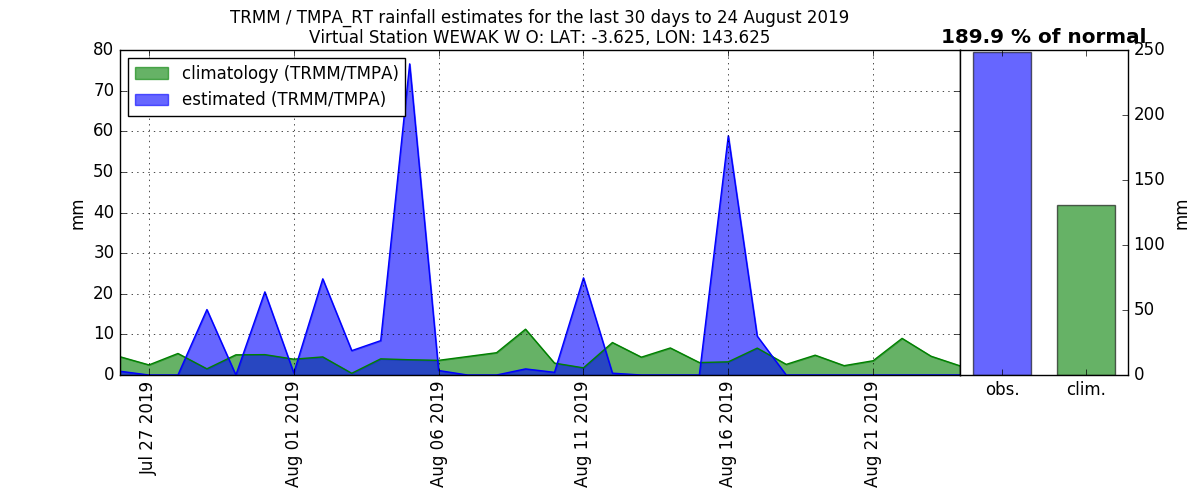 TRMM / TMPA_RT rainfall estimates for the last 30 days to 24 August 2019
Virtual Station WEWAK W O: LAT: -3.625, LON: 143.625
189.9 % of normal
climatology (TRMM/TMPA)
estimated (TRMM/TMPA)
mm
80
70
60
50
40
30
20
10
0
Jul 27 2019
Aug 01 2019
Aug 06 2019
Aug 11 2019
Aug 16 2019
Aug 21 2019
250
200
150
100
50
0
mm
obs.
clim.